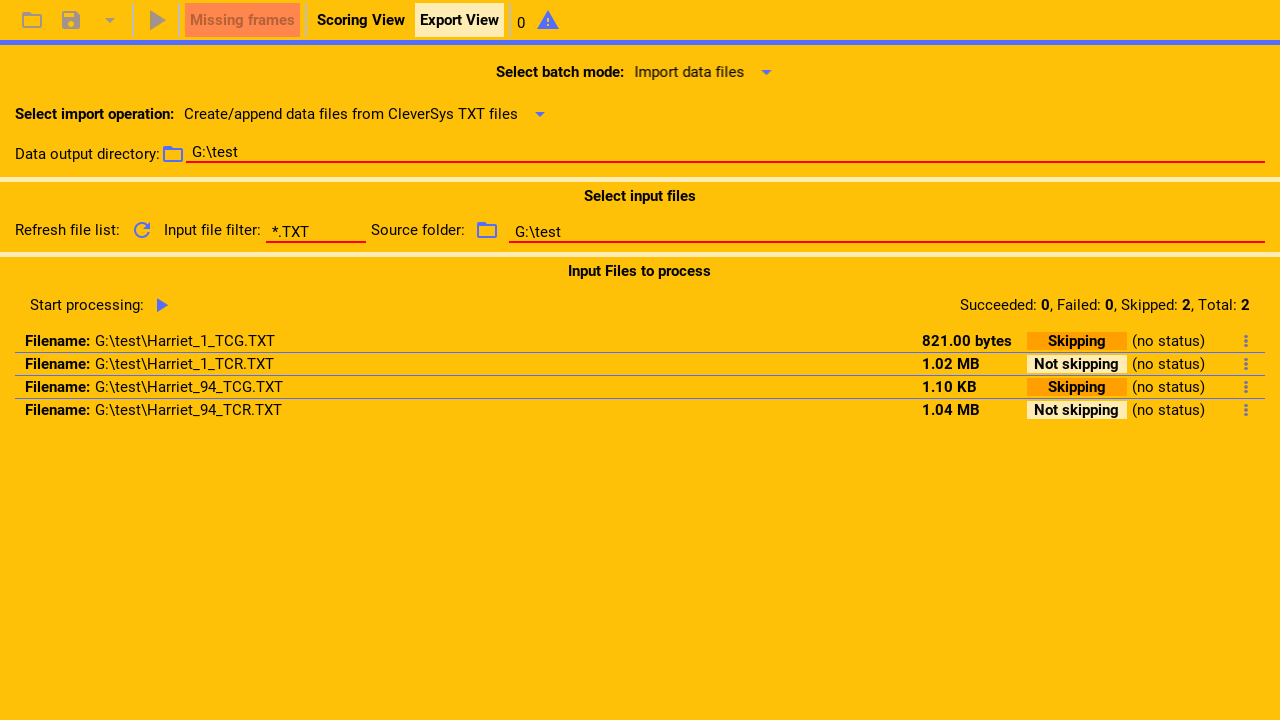 Missing frames Scoring View Export View 0
Select batch mode: Import data files
Select import operation: Create/append data files from CleverSys TXT files
Data output directory: G:\test
Select input files
Refresh file list: Input file filter: *.TXT Source folder: G:\test
Input Files to process
Start processing: Succeeded: 0, Failed: 0, Skipped: 2, Total: 2
Filename: G:\test\Harriet_1_TCG.TXT 821.00 bytes Skipping (no status)
Filename: G:\test\Harriet_1_TCR.TXT 1.02 MB Not skipping (no status)
Filename: G:\test\Harriet_94_TCG.TXT 1.10 KB Skipping (no status)
Filename: G:\test\Harriet_94_TCR.TXT 1.04 MB Not skipping (no status)